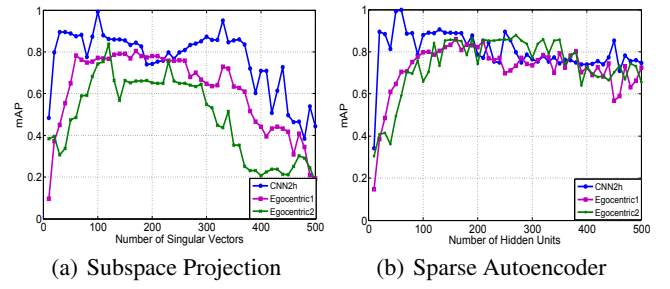 1
0.8
0.6
0.4
0.2
0
mAP
0 100 200 300 400 500
Number of Singular Vectors
CNN2h
Egocentric1
Egocentric2
(a) Subspace Projection
1
0.8
0.6
0.4
0.2
0
mAP
0 100 200 300 400 500
Number of Hidden Units
CNN2h
Egocentric1
Egocentric2
(b) Sparse Autoencoder